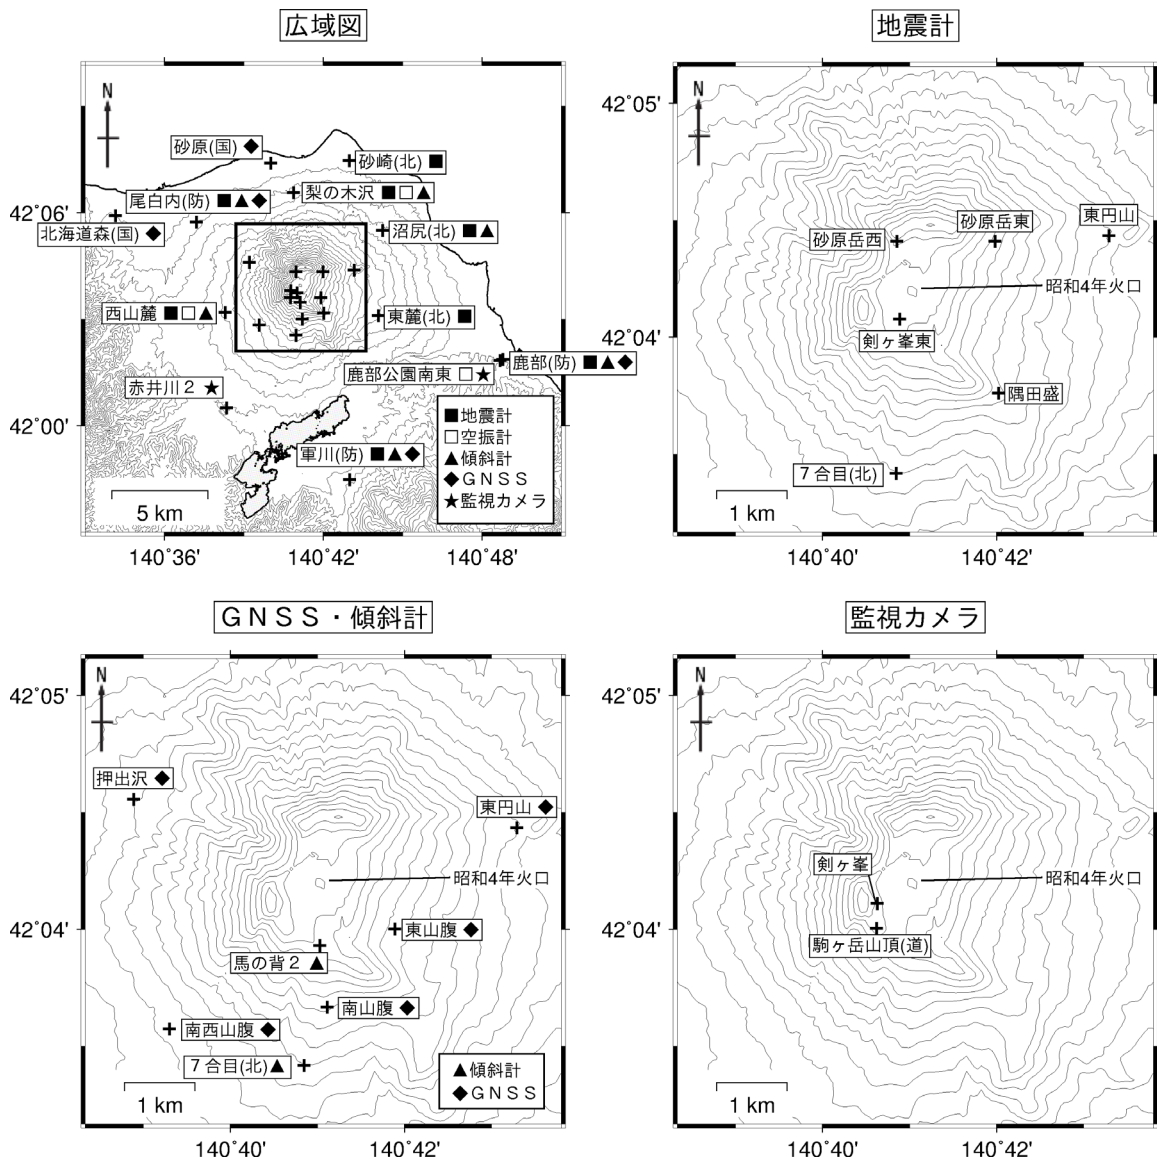 広域図
N
砂原(国) ◆
砂崎(北) ■
尾白内(防) ■▲◆
梨の木沢 ■□▲
42°06'
北海道森(国) ◆
沼尻(北) ■▲
西山麓 ■□▲
東麓(北) ■
鹿部(防) ■▲◆
鹿部公園南東 □★
赤井川２ ★
42°00'
軍川(防) ■▲◆
■地震計
□空振計
▲傾斜計
◆ＧＮＳＳ
★監視カメラ
5 km
140°36'
140°42'
140°48'
地震計
N
42°05'
東円山
砂原岳東
砂原岳西
昭和4年火口
42°04'
剣ヶ峯東
隅田盛
７合目(北)
1 km
140°40'
140°42'
ＧＮＳＳ・傾斜計
N
42°05'
押出沢 ◆
東円山 ◆
昭和4年火口
42°04'
東山腹 ◆
馬の背２ ▲
南山腹 ◆
南西山腹 ◆
７合目(北) ▲
▲傾斜計
◆ＧＮＳＳ
1 km
140°40'
140°42'
監視カメラ
N
42°05'
剣ヶ峯
昭和4年火口
42°04'
駒ヶ岳山頂(道)
1 km
140°40'
140°42'